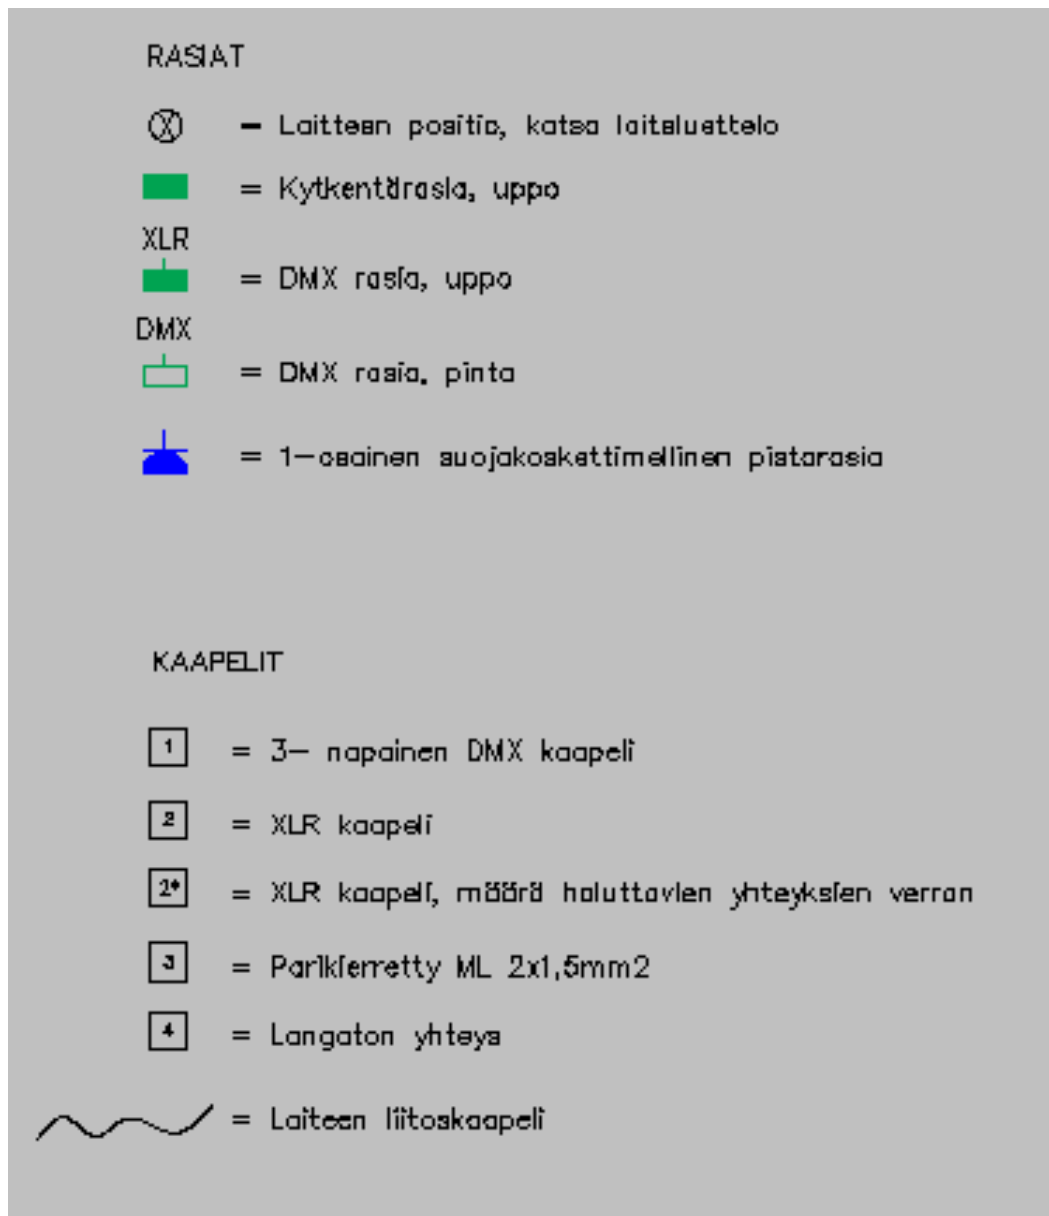 RASIAT
X = Laitteen positio, katso laiteluettelo
= Kytkentärasia, uppo
XLR
= DMX rasia, uppo
DMX
= DMX rasia, pinta
= 1-osainen suojakoskettimellinen pistorasia
KAAPELIT
1 = 3- napainen DMX kaapeli
2 = XLR kaapeli
2* = XLR kaapeli, määrä haluttavien yhteyksien verran
3 = Parikierretty ML 2x1,5mm2
4 = Langaton yhteys
= Laiteen liitoskaapeli